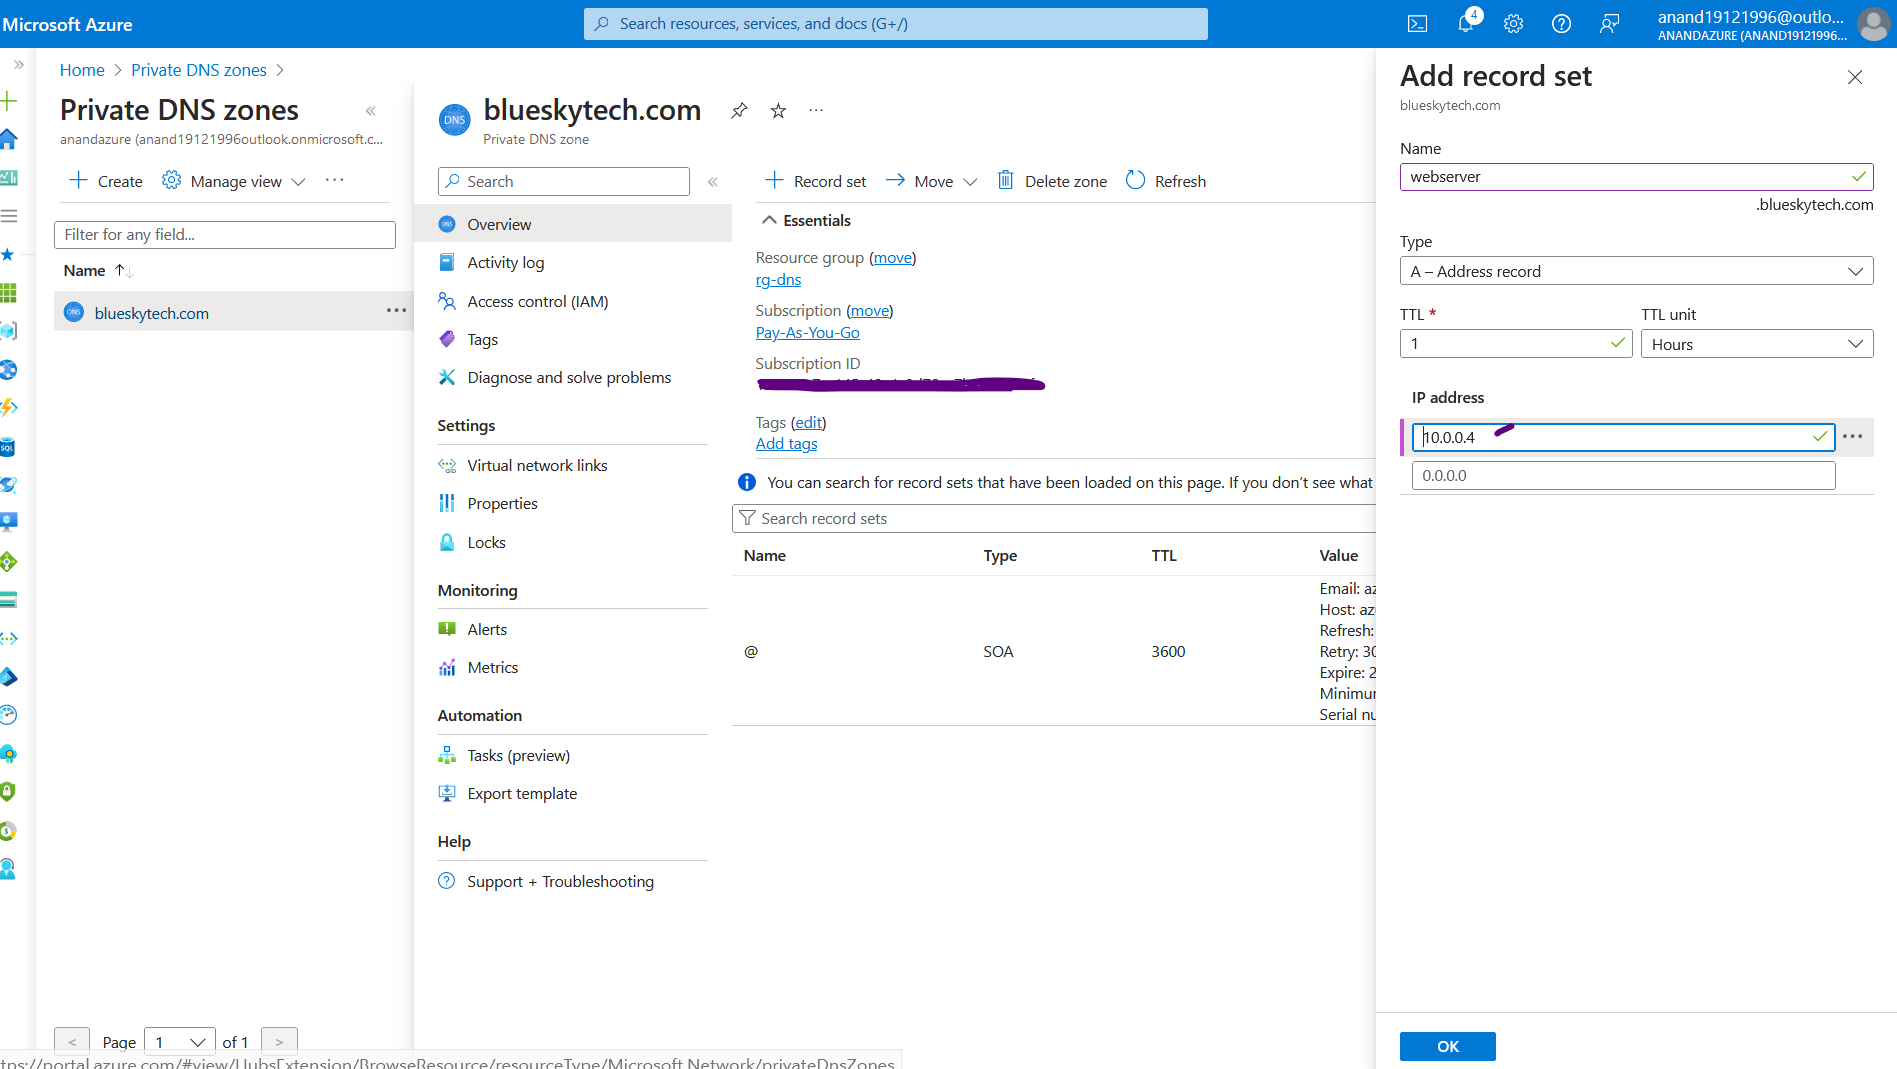 Microsoft Azure
Search resources, services, and docs (G+/)
4
anand19121996@outlo...
ANANDAZURE (ANAND19121996...
Home > Private DNS zones >
Private DNS zones
anandazure (anand19121996outlook.onmicrosoft.c...
Create
Manage view
Filter for any field...
Name
DNS
blueskytech.com
< Page 1 of 1 >
DNS
blueskytech.com
Private DNS zone
Search
Overview
Activity log
Access control (IAM)
Tags
Diagnose and solve problems
Settings
Virtual network links
Properties
Locks
Monitoring
Alerts
Metrics
Automation
Tasks (preview)
Export template
Help
Support + Troubleshooting
Record set
Move
Delete zone
Refresh
Essentials
Resource group (move)
rg-dns
Subscription (move)
Pay-As-You-Go
Subscription ID
Tags (edit)
Add tags
You can search for record sets that have been loaded on this page. If you don't see what
Search record sets
Name Type TTL Value
@ SOA 3600
Email: az
Host: azu
Refresh:
Retry: 30
Expire: 2
Minimum
Serial nu
Add record set
blueskytech.com
Name
webserver
.blueskytech.com
Type
A – Address record
TTL *
1
TTL unit
Hours
IP address
10.0.0.4
0.0.0.0
OK
tps://portal.azure.com/#view/HubsExtension/BrowseResource/resourceType/Microsoft.Network/privateDnsZones